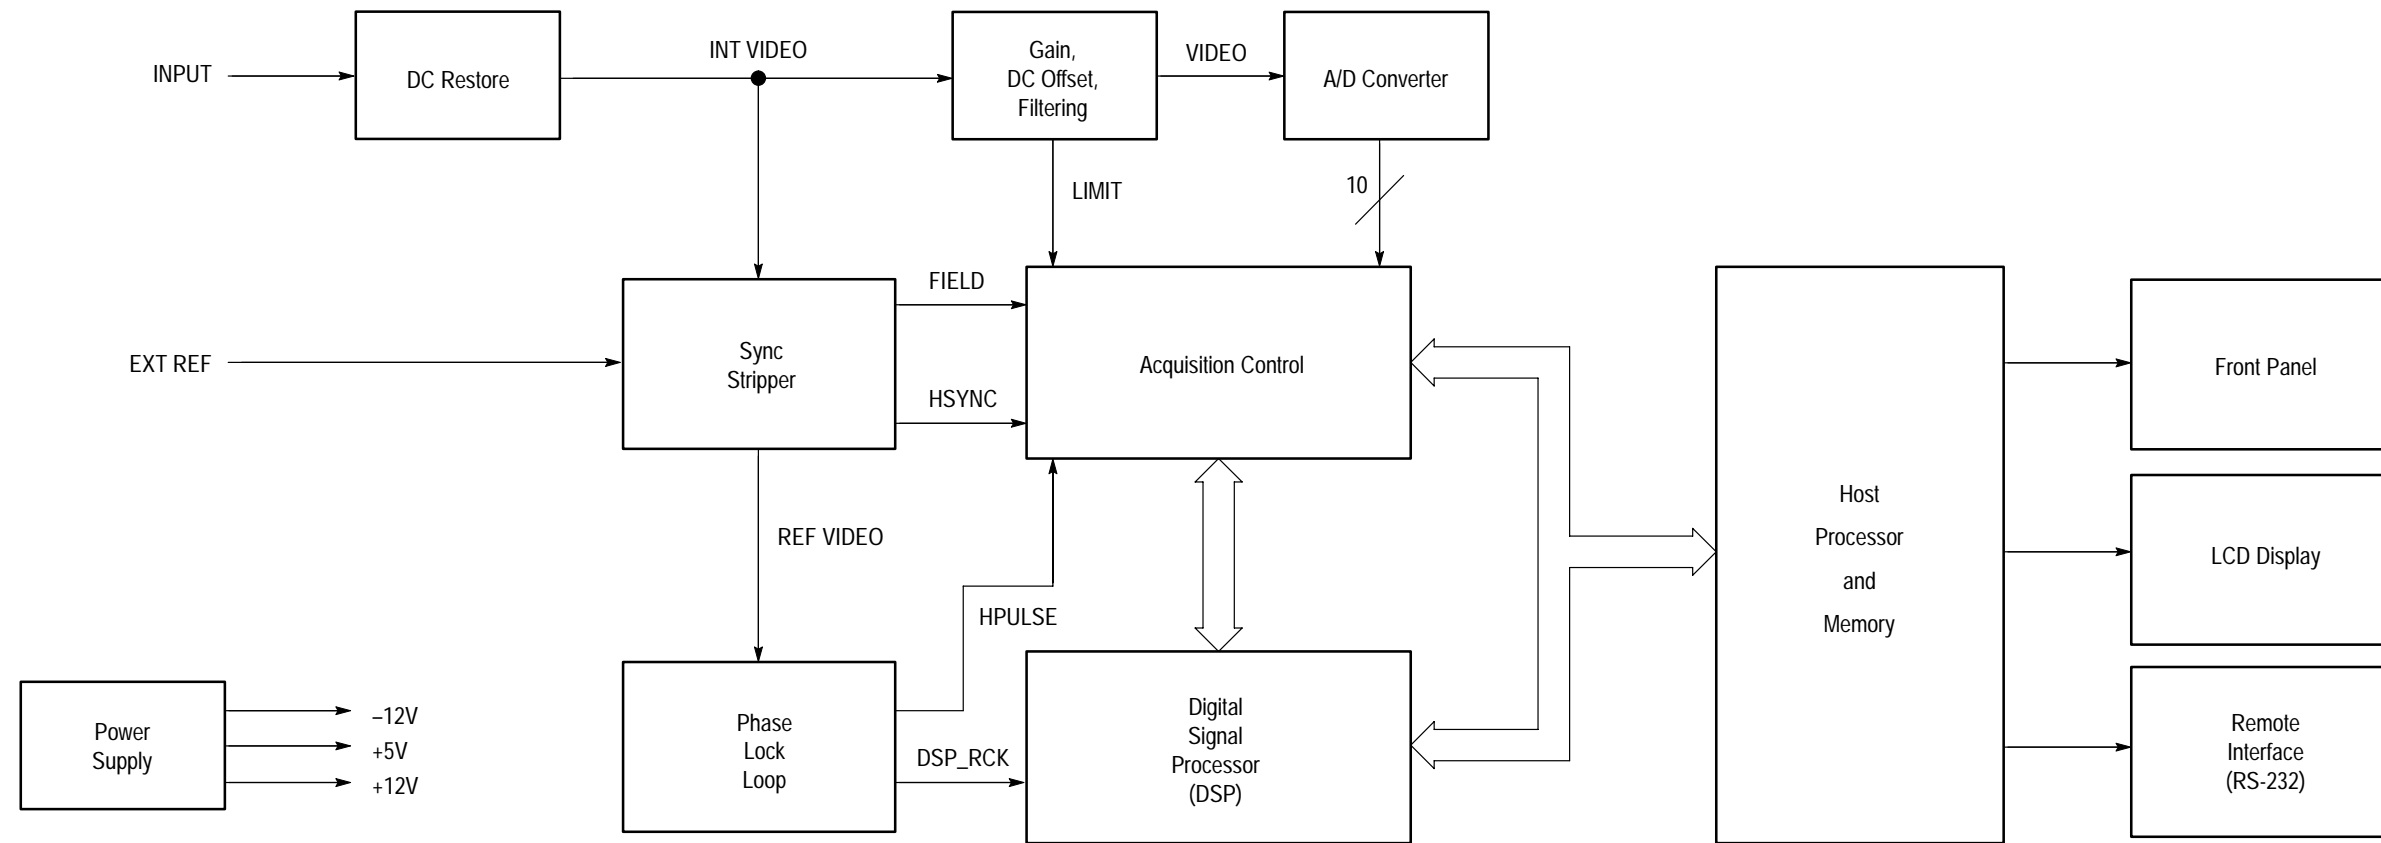 INPUT
DC Restore
INT VIDEO
Gain,
DC Offset,
Filtering
VIDEO
A/D Converter
LIMIT
10
EXT REF
Sync
Stripper
FIELD
HSYNC
Acquisition Control
REF VIDEO
HPULSE
Power
Supply
–12V
+5V
+12V
Phase
Lock
Loop
DSP_RCK
Digital
Signal
Processor
(DSP)
Host
Processor
and
Memory
Front Panel
LCD Display
Remote
Interface
(RS-232)